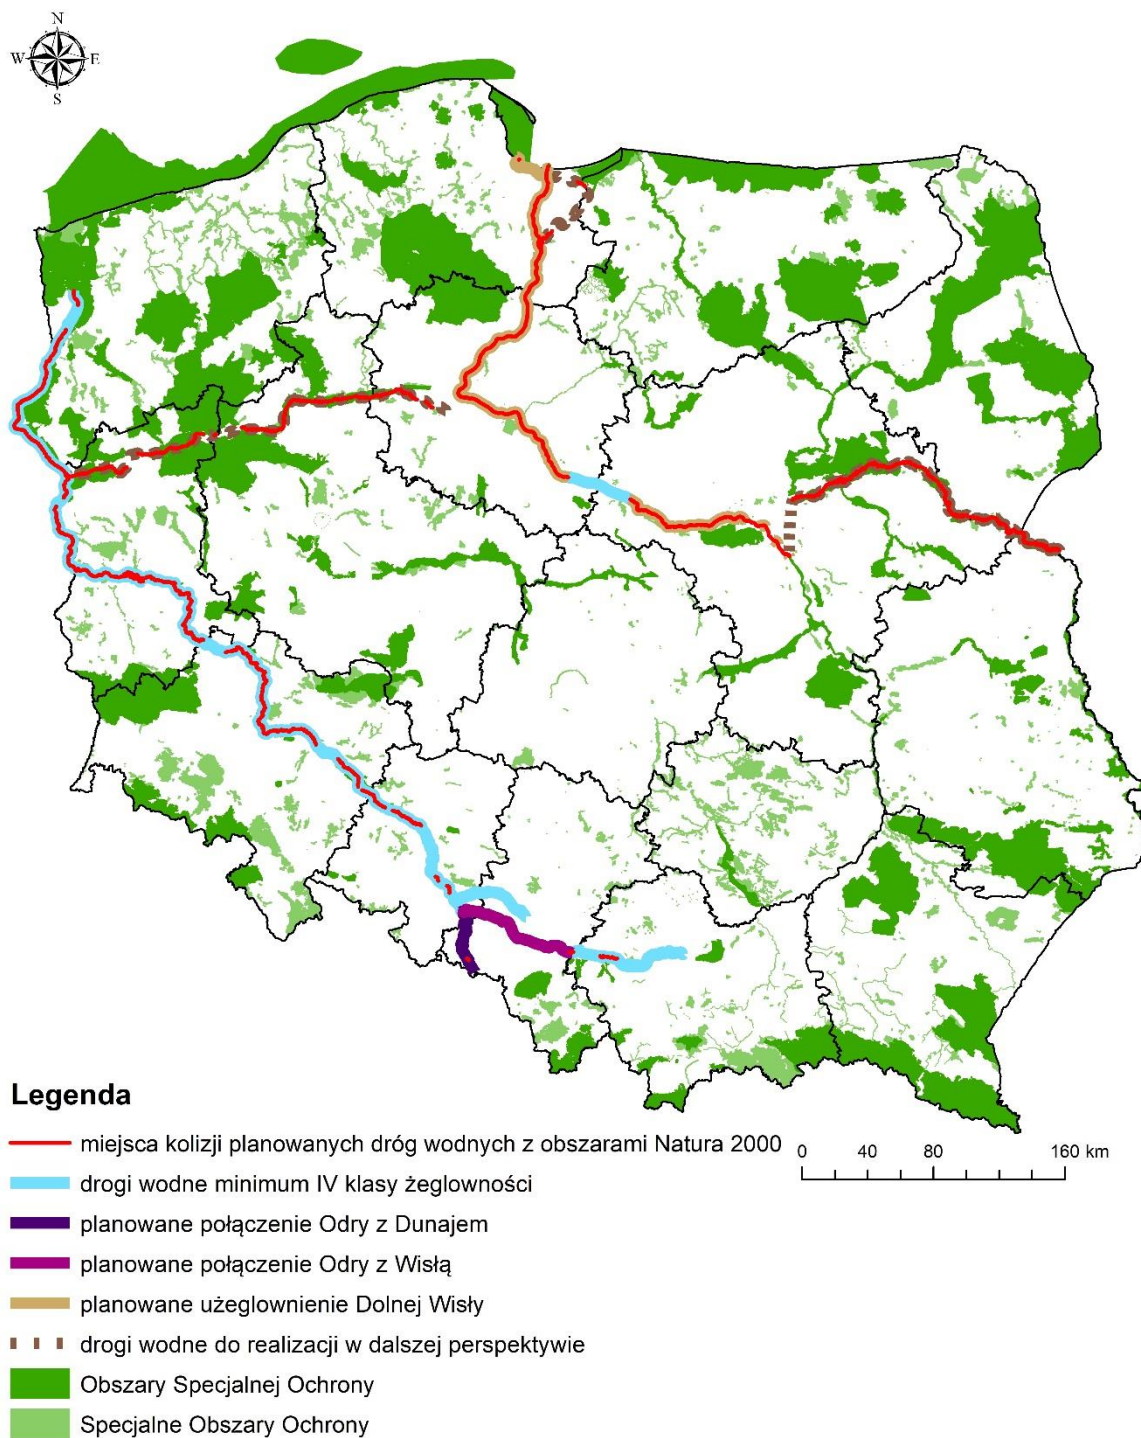 N
W E
S
Legenda
miejsca kolizji planowanych dróg wodnych z obszarami Natura 2000
drogi wodne minimum IV klasy żeglowności
planowane połączenie Odry z Dunajem
planowane połączenie Odry z Wisłą
planowane użeglownienie Dolnej Wisły
drogi wodne do realizacji w dalszej perspektywie
Obszary Specjalnej Ochrony
Specjalne Obszary Ochrony
0 40 80 160 km